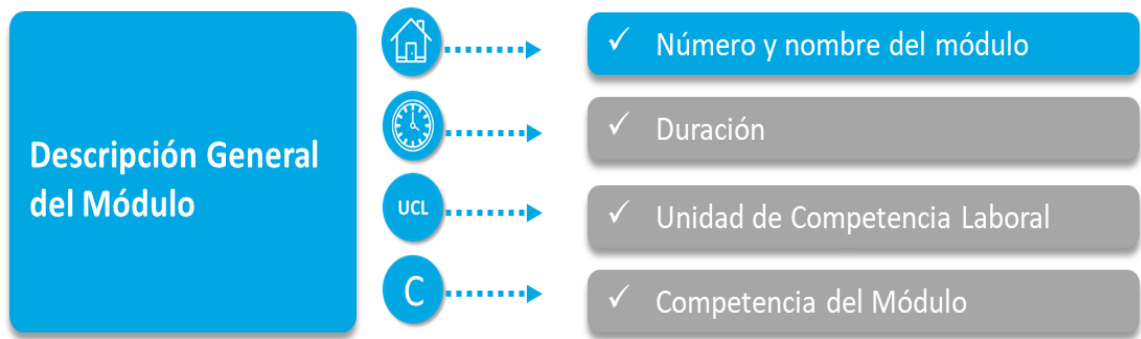 Descripción General
del Módulo
✓ Número y nombre del módulo
✓ Duración
UCL
✓ Unidad de Competencia Laboral
C
✓ Competencia del Módulo